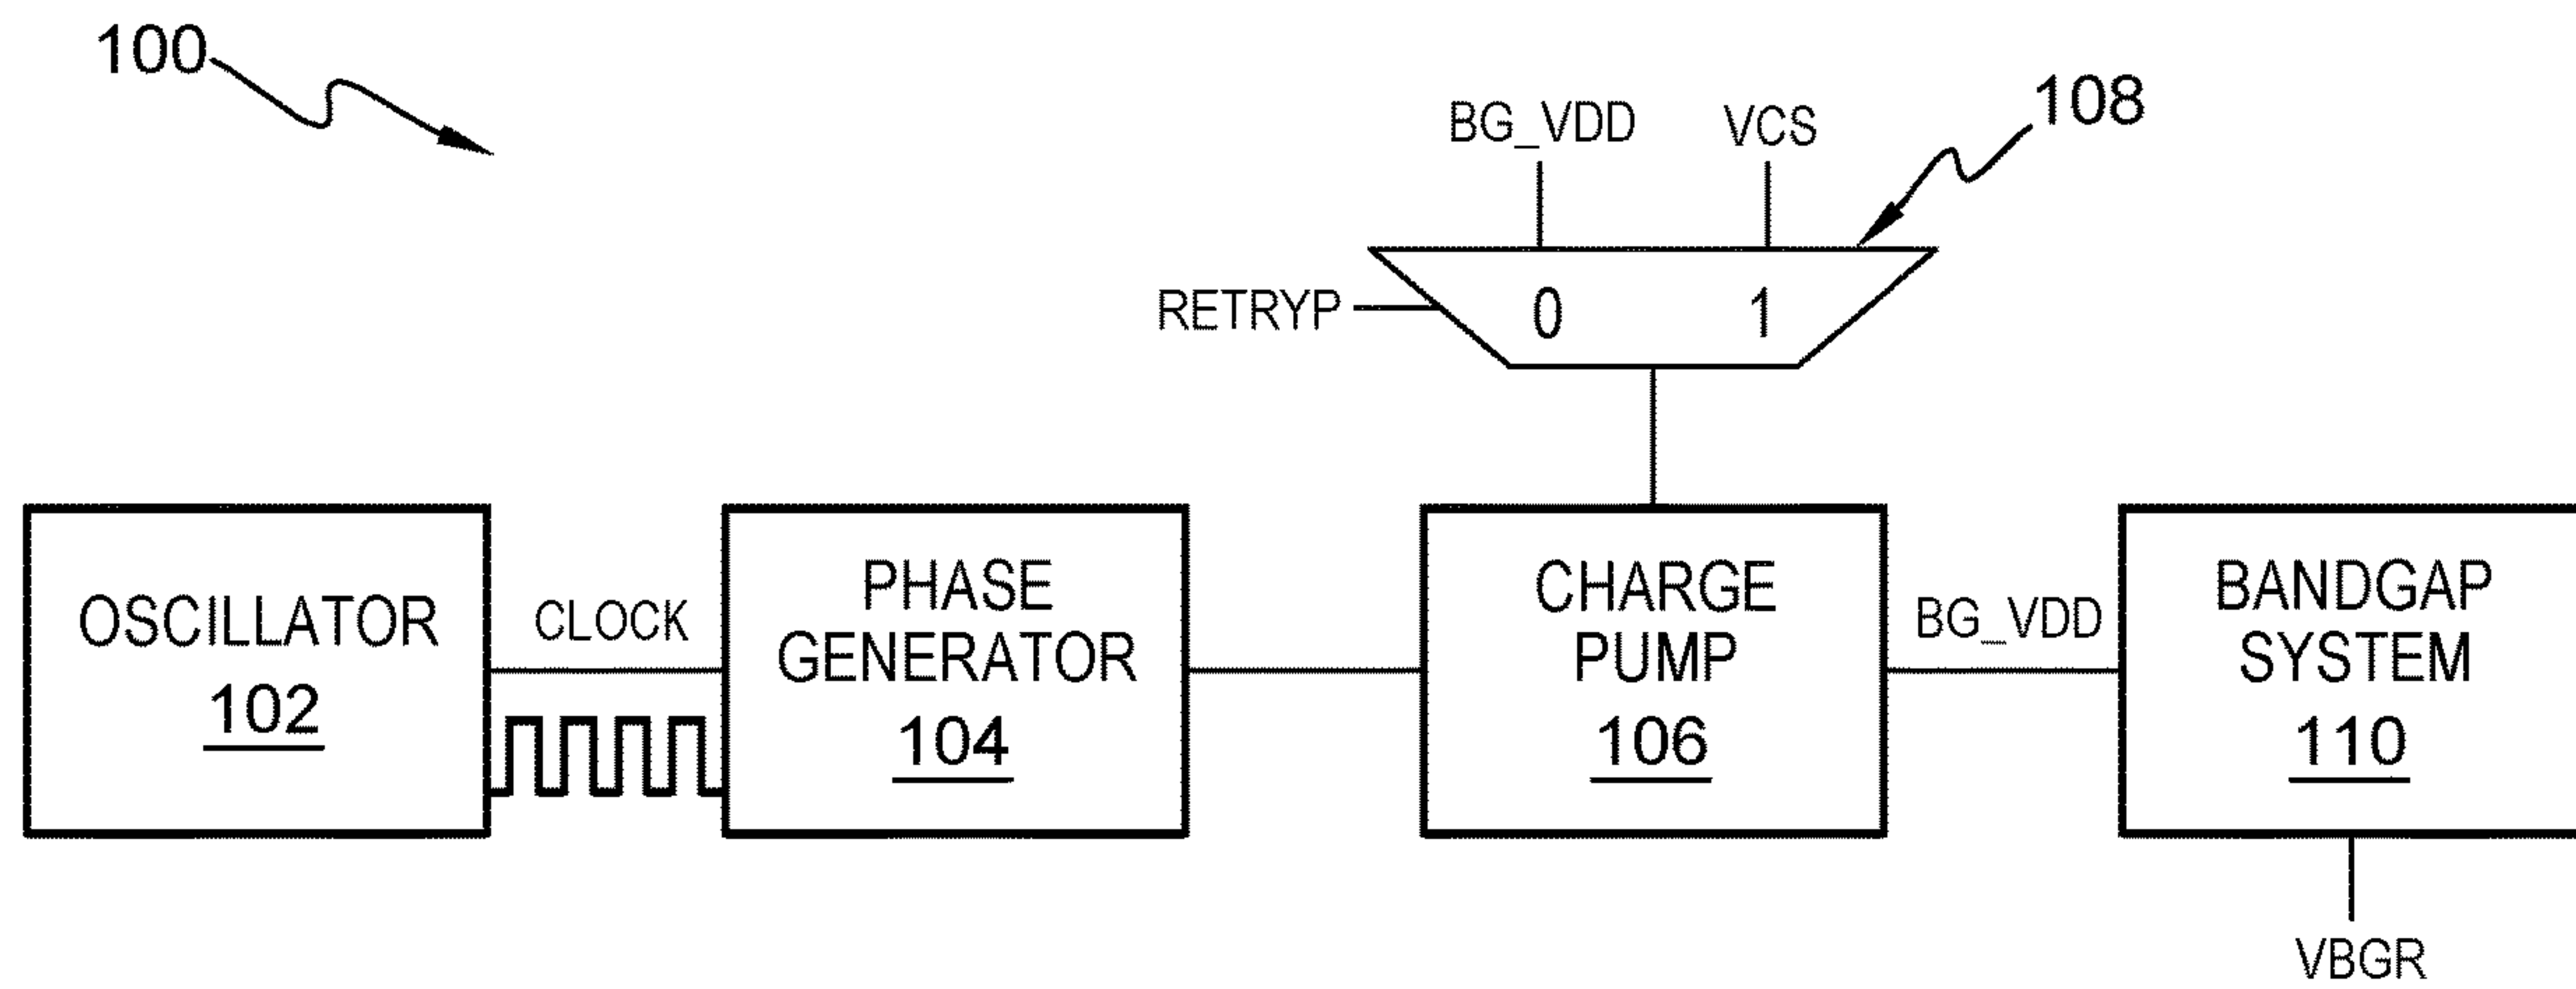 100
108
BG_VDD
VCS
RETRYP
0
1
OSCILLATOR
102
CLOCK
PHASE
GENERATOR
104
CHARGE
PUMP
106
BG_VDD
BANDGAP
SYSTEM
110
VBGR